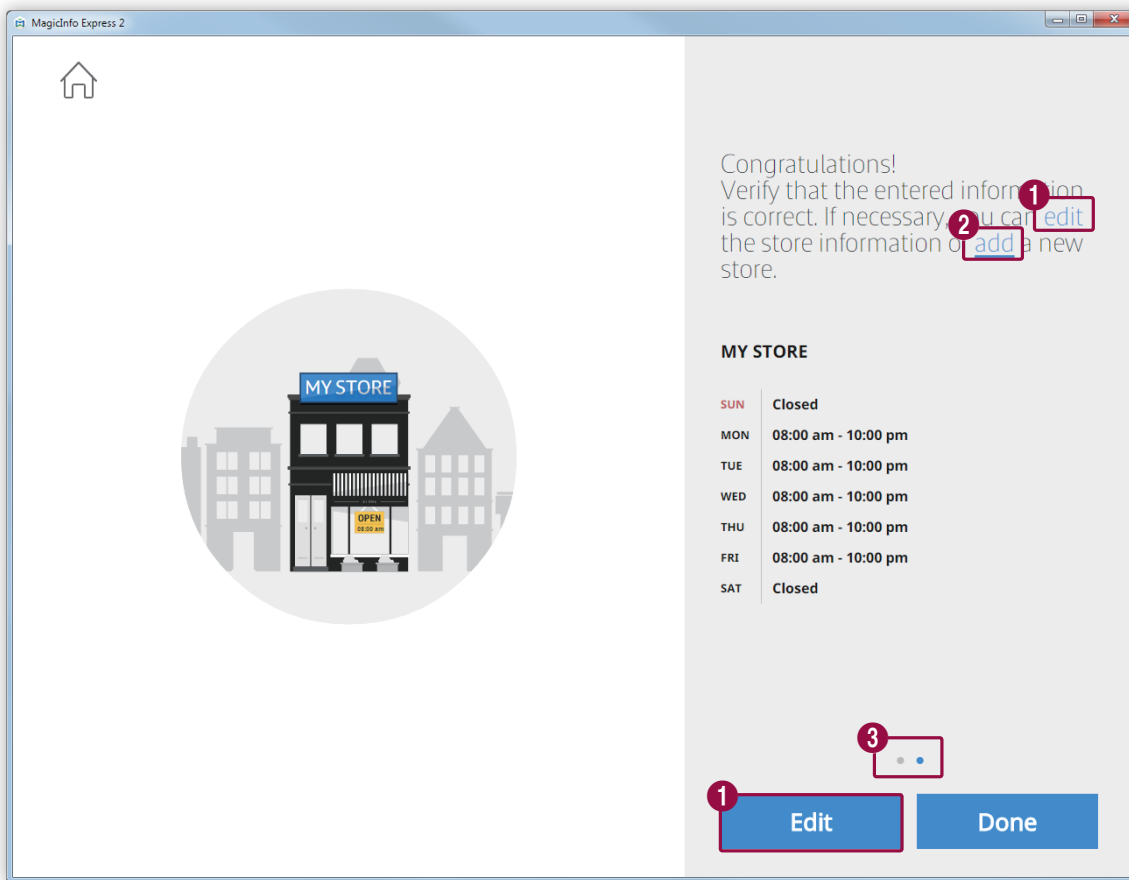 MagicInfo Express 2
Congratulations!
Verify that the entered information
1
is correct. If necessary, you can edit
2
the store information or add a new
store.
MY STORE
MY STORE
OPEN
08:00 am
SUN Closed
MON 08:00 am - 10:00 pm
TUE 08:00 am - 10:00 pm
WED 08:00 am - 10:00 pm
THU 08:00 am - 10:00 pm
FRI 08:00 am - 10:00 pm
SAT Closed
3
1
Edit Done